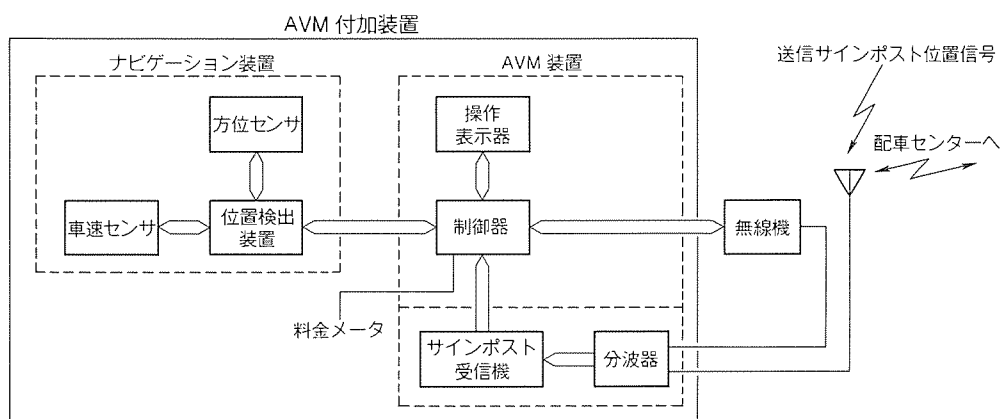 AVM 付加装置
ナビゲーション装置
AVM 装置
送信サインポスト位置信号
方位センサ
操作
表示器
配車センターへ
車速センサ
位置検出
装置
制御器
無線機
料金メータ
サインポスト
受信機
分波器